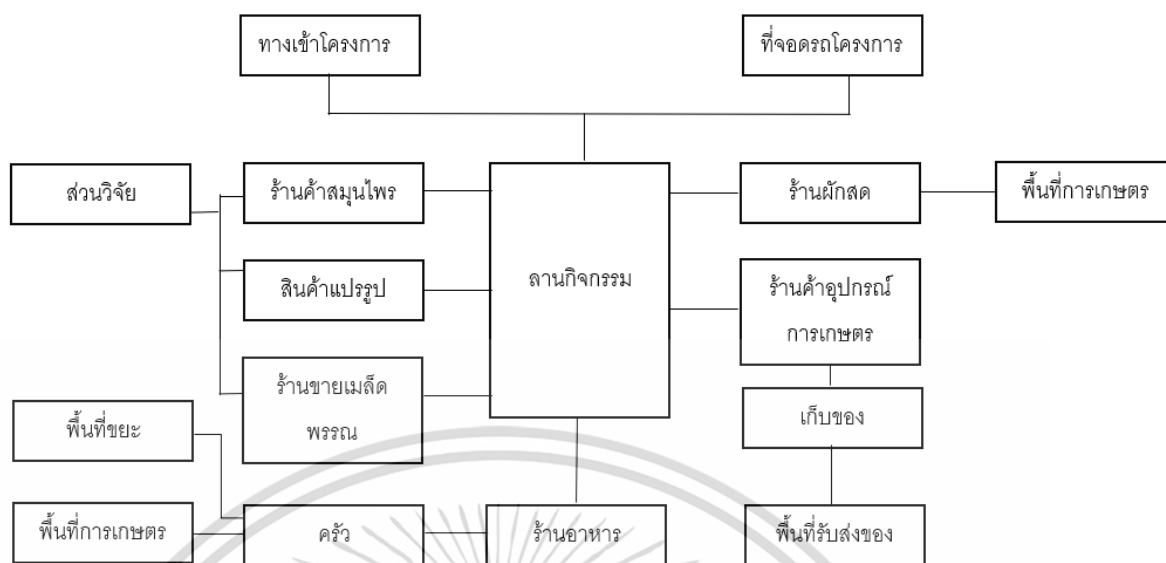 ทางเข้าโครงการ
ที่จอดรถโครงการ
ส่วนวิจัย
ร้านค้าสมุนไพร
ร้านผักสด
พื้นที่การเกษตร
สินค้าแปรรูป
ลานกิจกรรม
ร้านค้าอุปกรณ์
การเกษตร
ร้านขายเมล็ด
พรรณ
พื้นที่ขยะ
เก็บของ
พื้นที่การเกษตร
ครัว
ร้านอาหาร
พื้นที่รับส่งของ